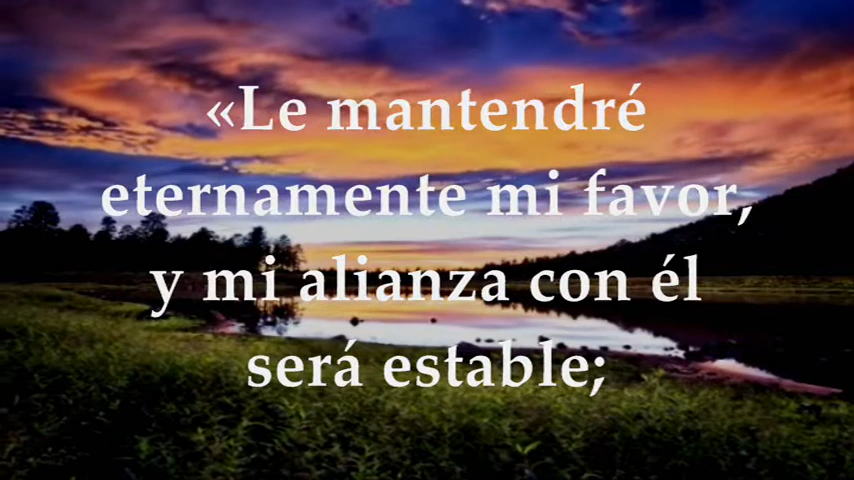 «Le mantendré
eternamente mi favor,
y mi alianza con él
será estable;